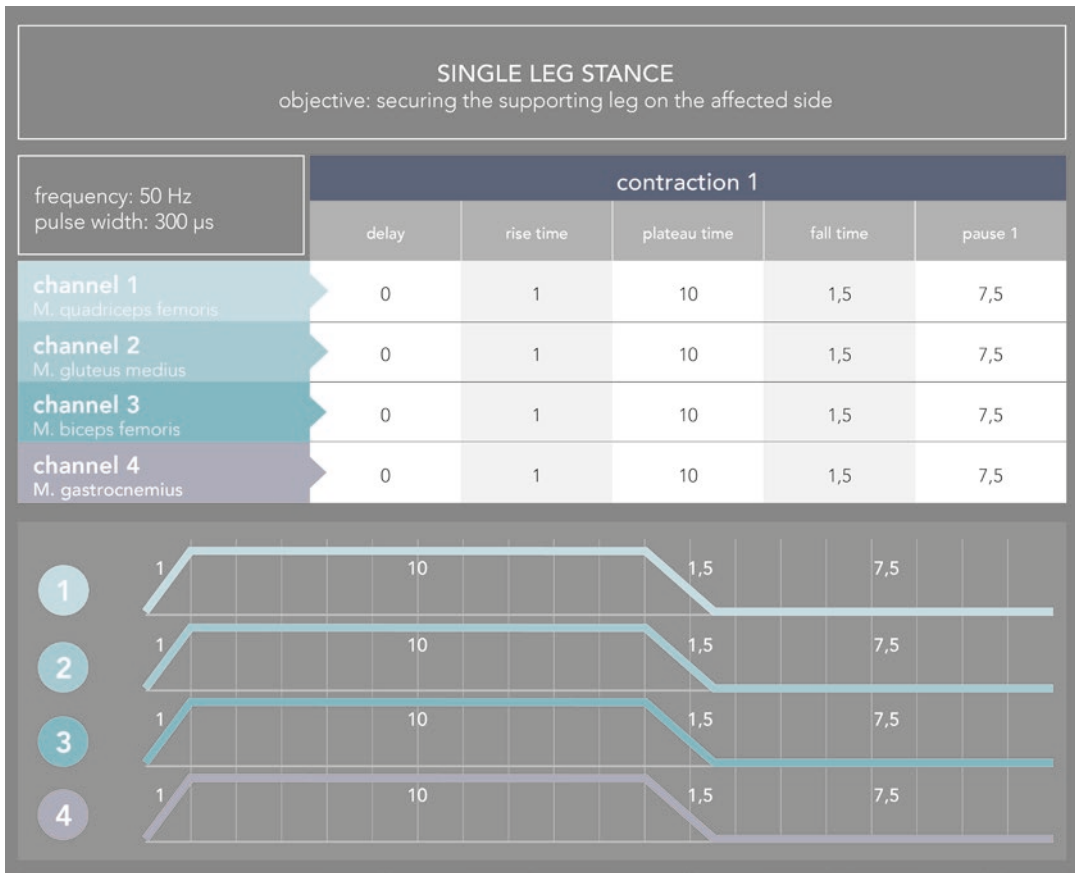 SINGLE LEG STANCE
objective: securing the supporting leg on the affected side
frequency: 50 Hz
pulse width: 300 µs
contraction 1
delay rise time plateau time fall time pause 1
channel 1
M. quadriceps femoris
0 1 10 1,5 7,5
channel 2
M. gluteus medius
0 1 10 1,5 7,5
channel 3
M. biceps femoris
0 1 10 1,5 7,5
channel 4
M. gastrocnemius
0 1 10 1,5 7,5
1 1 10 1,5 7,5
2 1 10 1,5 7,5
3 1 10 1,5 7,5
4 1 10 1,5 7,5